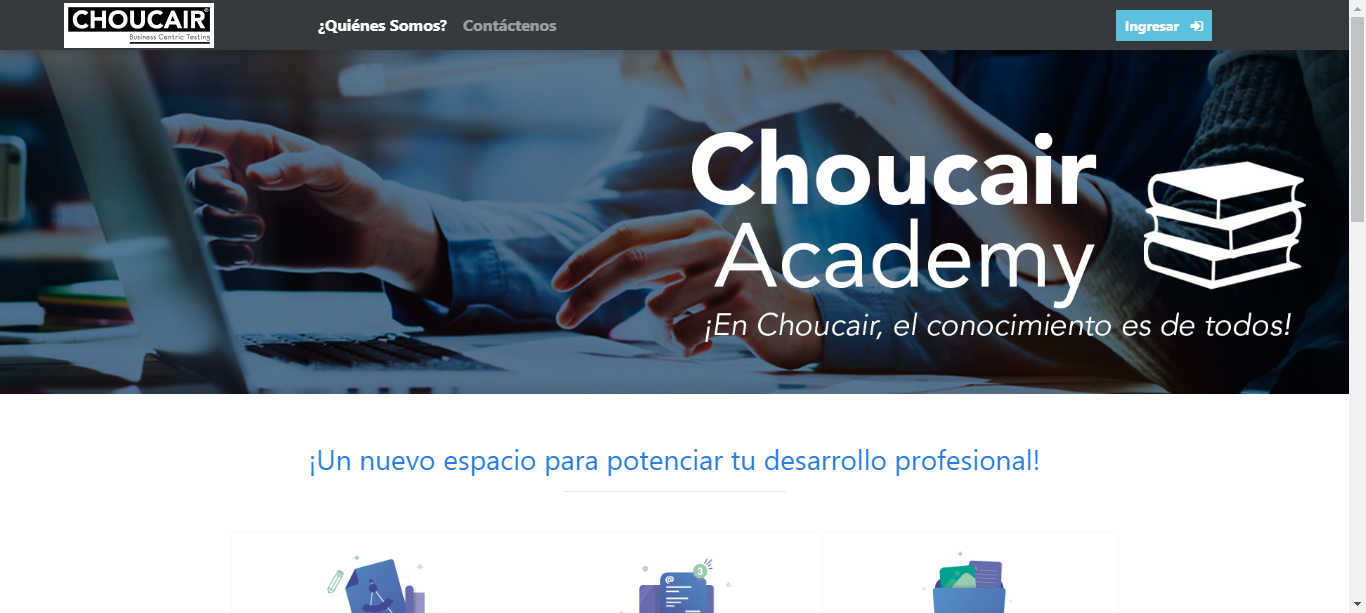 CHOUCAIR®
Business Centric Testing
¿Quiénes Somos? Contáctenos
Ingresar
Choucair
Academy
¡En Choucair, el conocimiento es de todos!
¡Un nuevo espacio para potenciar tu desarrollo profesional!
@
3